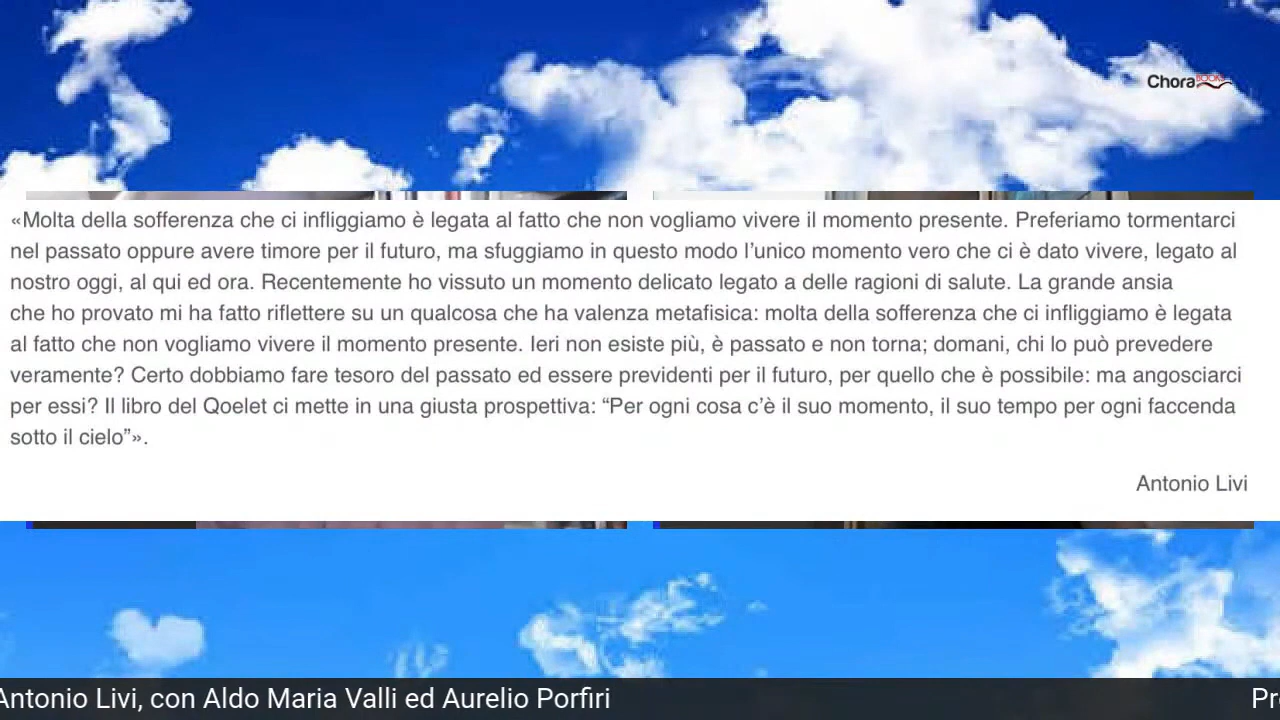 Chora BOOKS
«Molta della sofferenza che ci infliggiamo è legata al fatto che non vogliamo vivere il momento presente. Preferiamo tormentarci
nel passato oppure avere timore per il futuro, ma sfuggiamo in questo modo l’unico momento vero che ci è dato vivere, legato al
nostro oggi, al qui ed ora. Recentemente ho vissuto un momento delicato legato a delle ragioni di salute. La grande ansia
che ho provato mi ha fatto riflettere su un qualcosa che ha valenza metafisica: molta della sofferenza che ci infliggiamo è legata
al fatto che non vogliamo vivere il momento presente. Ieri non esiste più, è passato e non torna; domani, chi lo può prevedere
veramente? Certo dobbiamo fare tesoro del passato ed essere previdenti per il futuro, per quello che è possibile: ma angosciarci
per essi? Il libro del Qoelet ci mette in una giusta prospettiva: “Per ogni cosa c’è il suo momento, il suo tempo per ogni faccenda
sotto il cielo”».
Antonio Livi
Antonio Livi, con Aldo Maria Valli ed Aurelio Porfiri